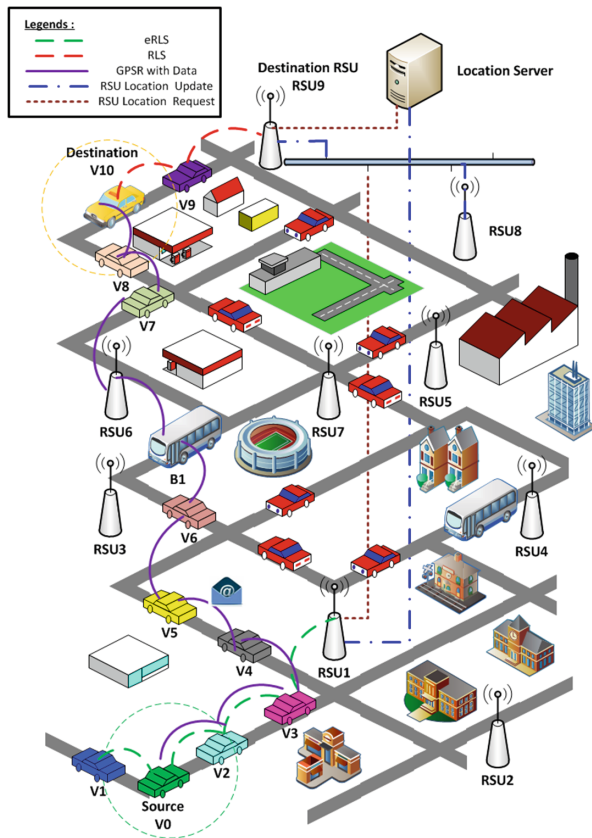 Legends :
eRLS
RLS
GPSR with Data
RSU Location Update
RSU Location Request
Destination RSU
RSU9
Location Server
Destination
V10
V9
RSU8
V8
V7
RSU6
RSU7
RSU5
B1
RSU3
V6
RSU4
@
V5
V4
RSU1
V3
V2
RSU2
V1
Source
V0